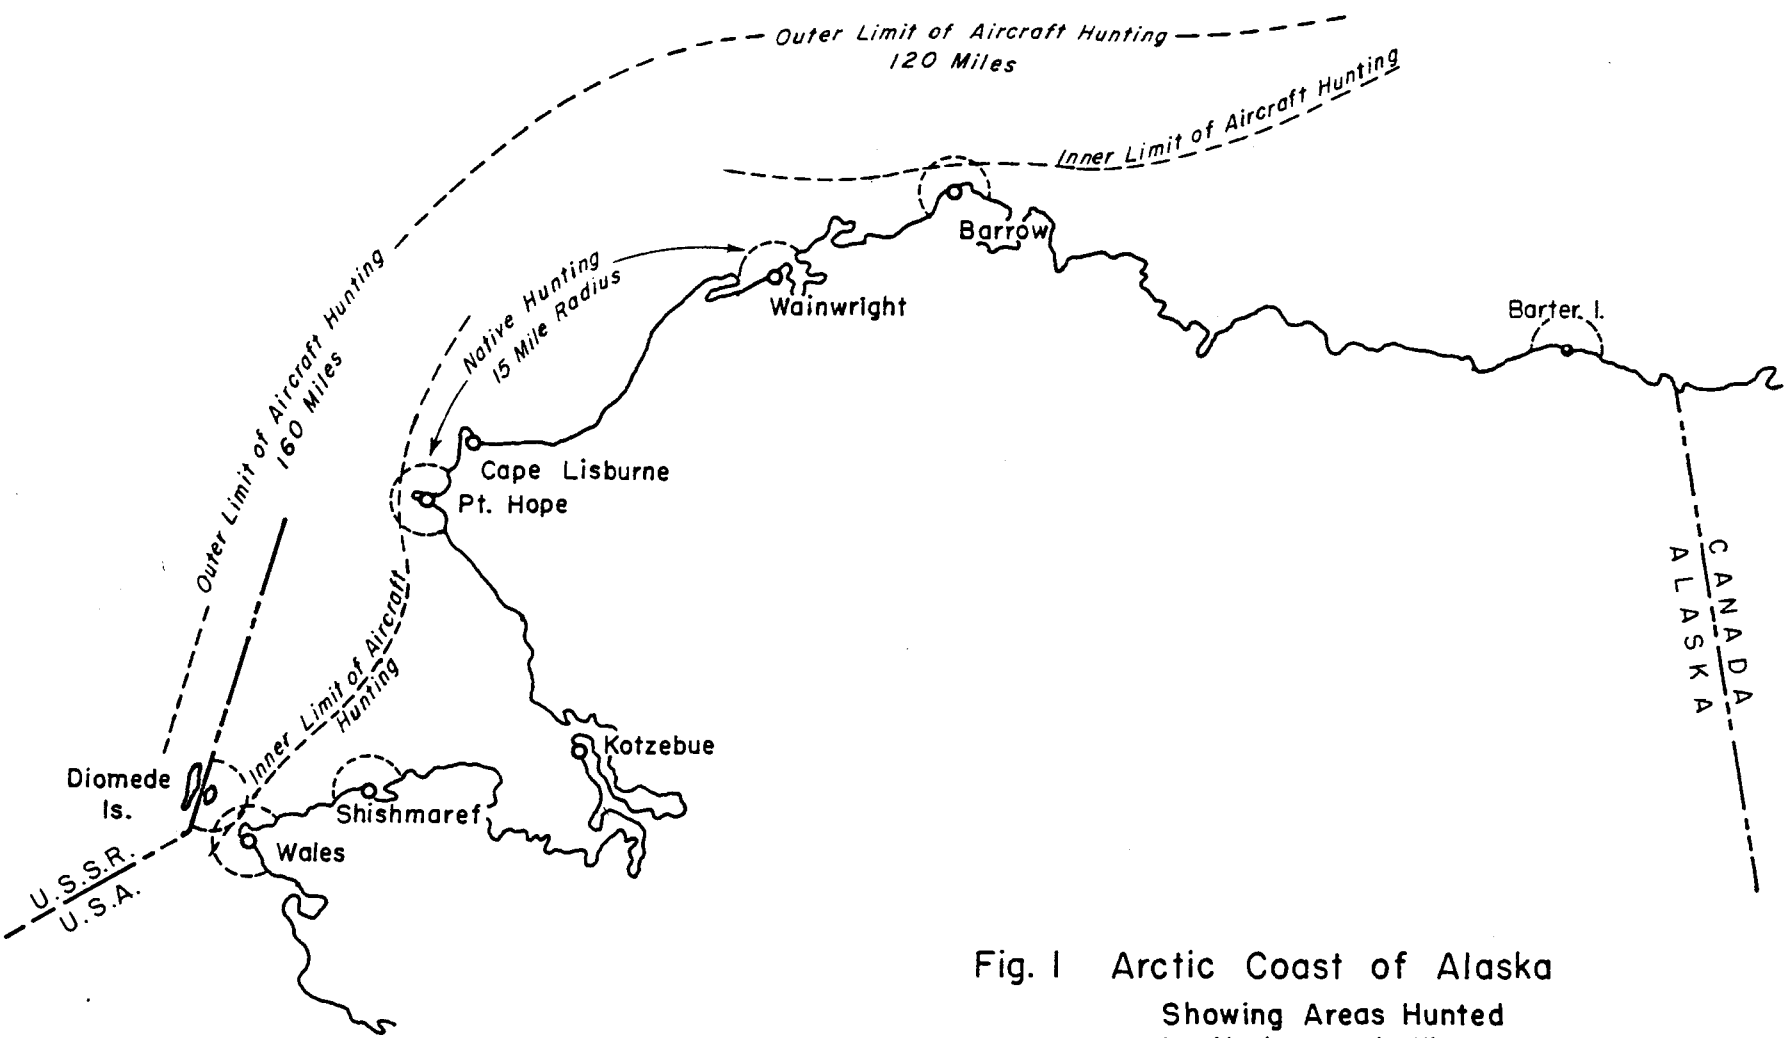 Outer Limit of Aircraft Hunting
120 Miles
Inner Limit of Aircraft Hunting
Barrow
Native Hunting
15 Mile Radius
Wainwright
Barter I.
Outer Limit of Aircraft Hunting
160 Miles
Cape Lisburne
Pt. Hope
CANADA
ALASKA
Inner Limit of Aircraft
Hunting
Kotzebue
Diomede
Is.
Shishmaref
Wales
U.S.S.R.
U.S.A.
Fig. 1 Arctic Coast of Alaska
Showing Areas Hunted